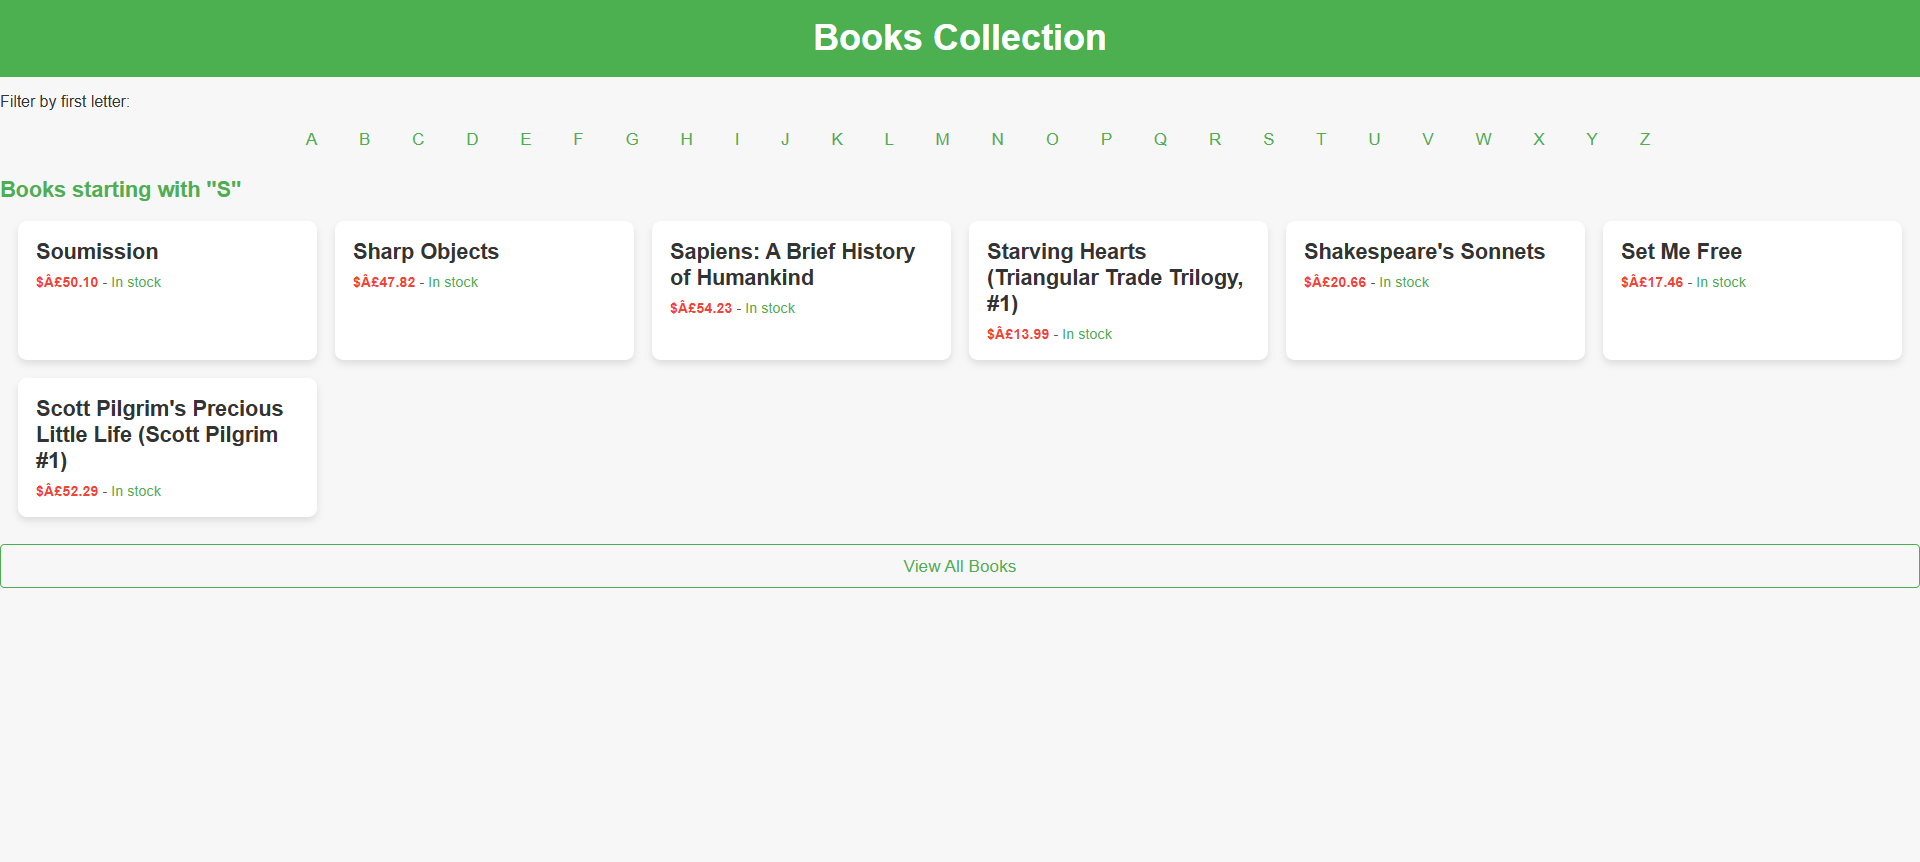 Books Collection
Filter by first letter:
A B C D E F G H I J K L M N O P Q R S T U V W X Y Z
Books starting with "S"
Soumission
$Â£50.10 - In stock
Sharp Objects
$Â£47.82 - In stock
Sapiens: A Brief History
of Humankind
$Â£54.23 - In stock
Starving Hearts
(Triangular Trade Trilogy,
#1)
$Â£13.99 - In stock
Shakespeare's Sonnets
$Â£20.66 - In stock
Set Me Free
$Â£17.46 - In stock
Scott Pilgrim's Precious
Little Life (Scott Pilgrim
#1)
$Â£52.29 - In stock
View All Books